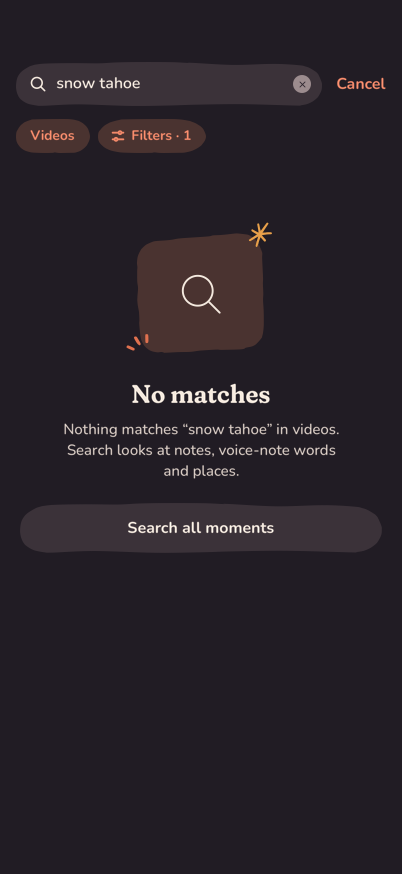 snow tahoe
Cancel
Videos
Filters · 1
No matches
Nothing matches “snow tahoe” in videos.
Search looks at notes, voice-note words
and places.
Search all moments